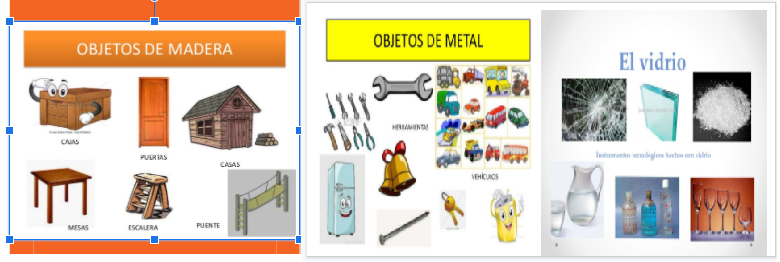 OBJETOS DE MADERA
CAJAS
PUERTAS
CASAS
MESAS
ESCALERA
PUENTE
OBJETOS DE METAL
HERRAMIENTAS
VEHÍCULOS
El vidrio
Instrumentos tecnológicos hechos con vidrio